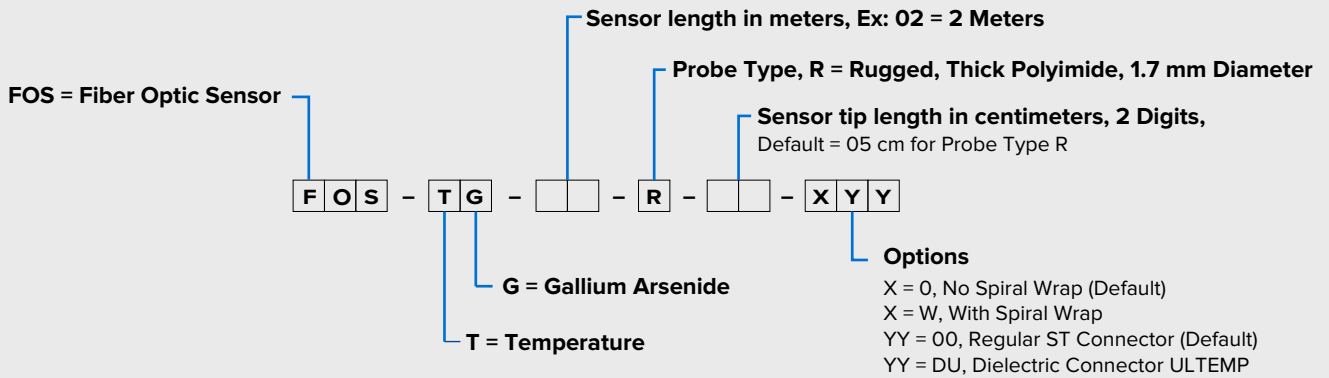 Sensor length in meters, Ex: 02 = 2 Meters
Probe Type, R = Rugged, Thick Polyimide, 1.7 mm Diameter
FOS = Fiber Optic Sensor
Sensor tip length in centimeters, 2 Digits,
Default = 05 cm for Probe Type R
F O S – T G – – R – – X Y Y
Options
G = Gallium Arsenide
X = 0, No Spiral Wrap (Default)
X = W, With Spiral Wrap
T = Temperature
YY = 00, Regular ST Connector (Default)
YY = DU, Dielectric Connector ULTEMP